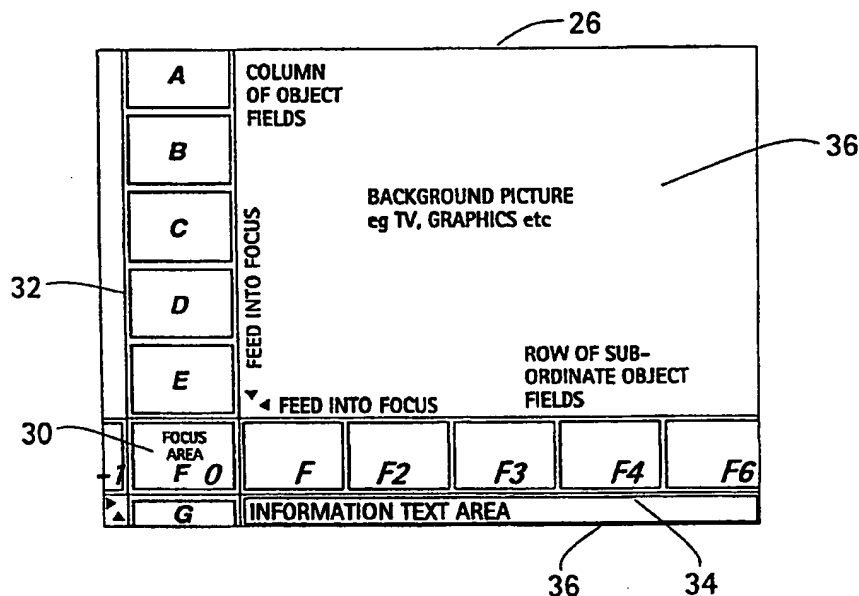 26
A
COLUMN
OF OBJECT
FIELDS
B
36
BACKGROUND PICTURE
eg TV, GRAPHICS etc
C
FEED INTO FOCUS
32
D
E
ROW OF SUB-
ORDINATE OBJECT
FIELDS
FEED INTO FOCUS
30
FOCUS
AREA
-1 F 0 F F2 F3 F4 F6
G INFORMATION TEXT AREA
36 34